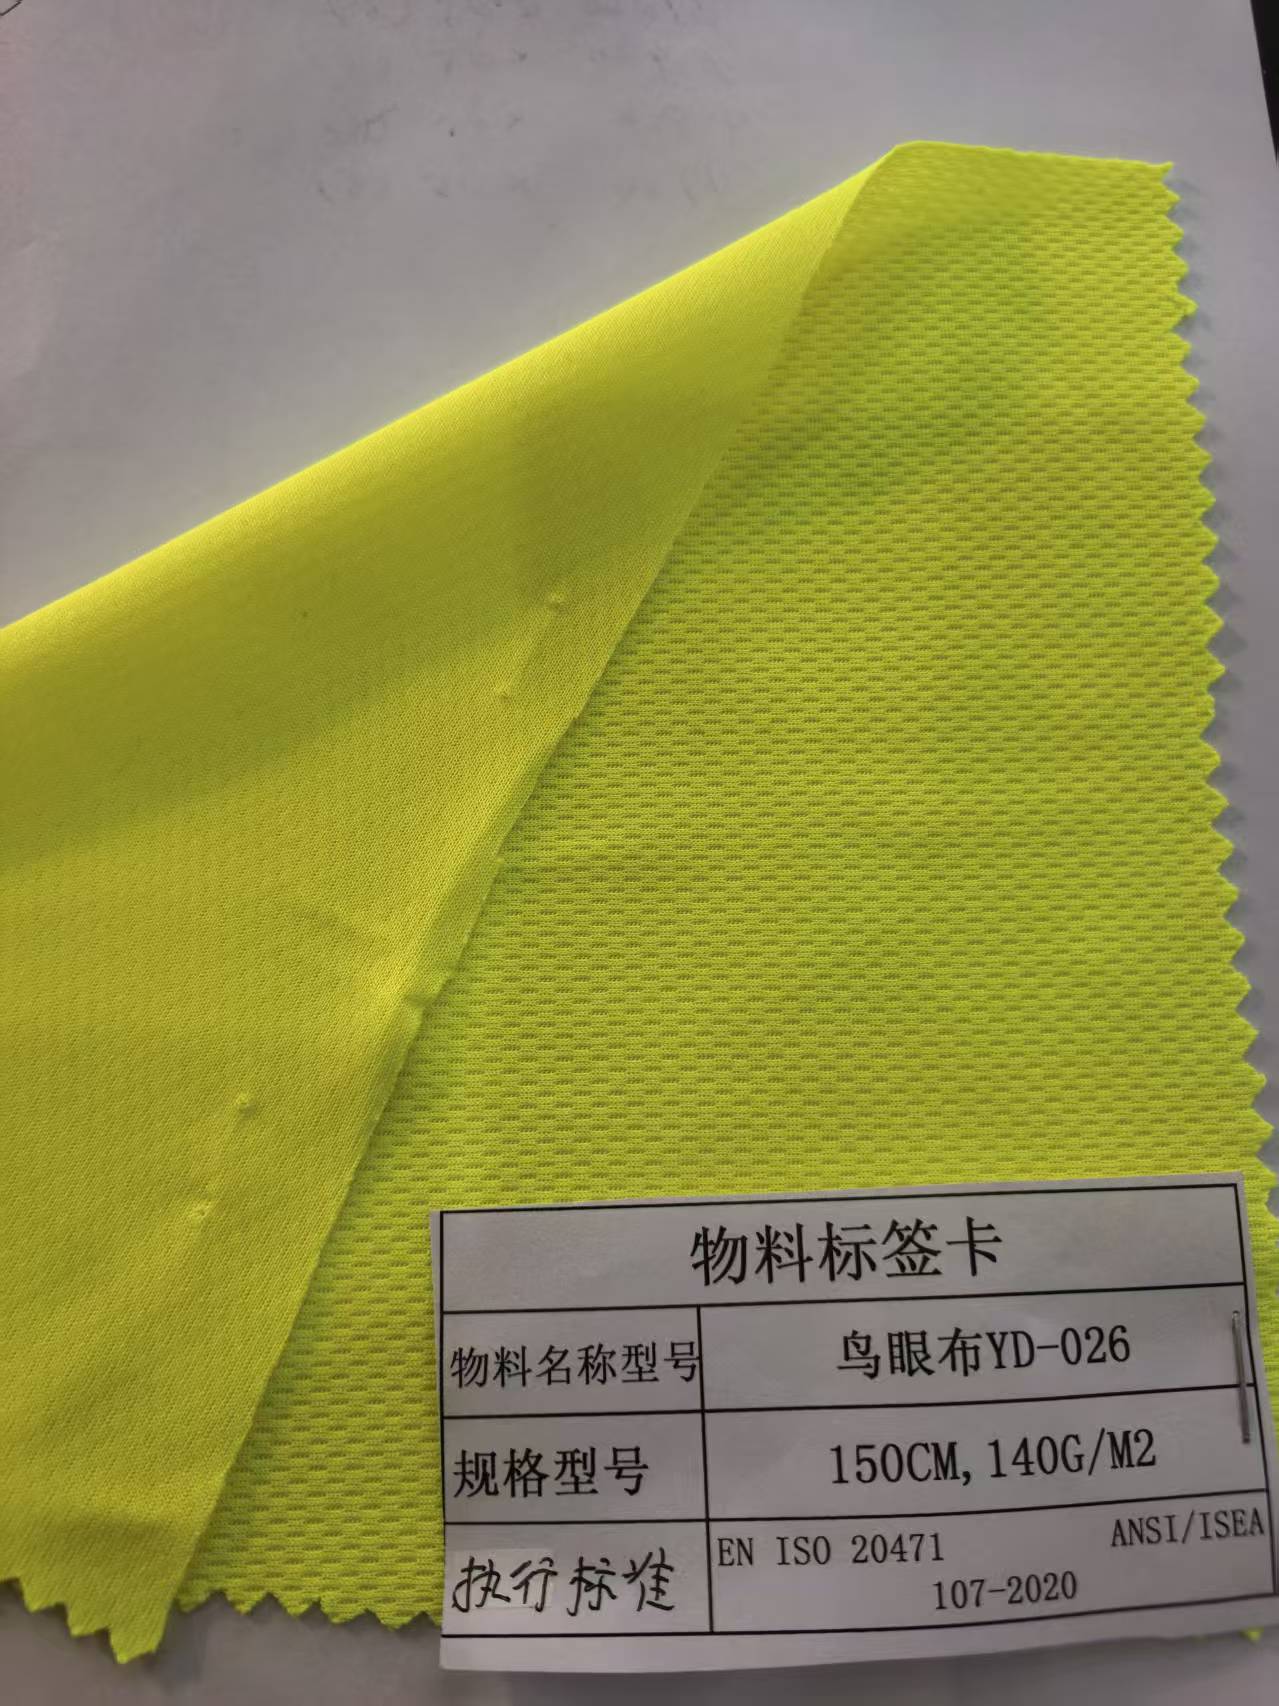 物料标签卡
物料名称型号 鸟眼布YD-026
规格型号 150CM,140G/M2
执行标准 EN ISO 20471 ANSI/ISEA
107-2020